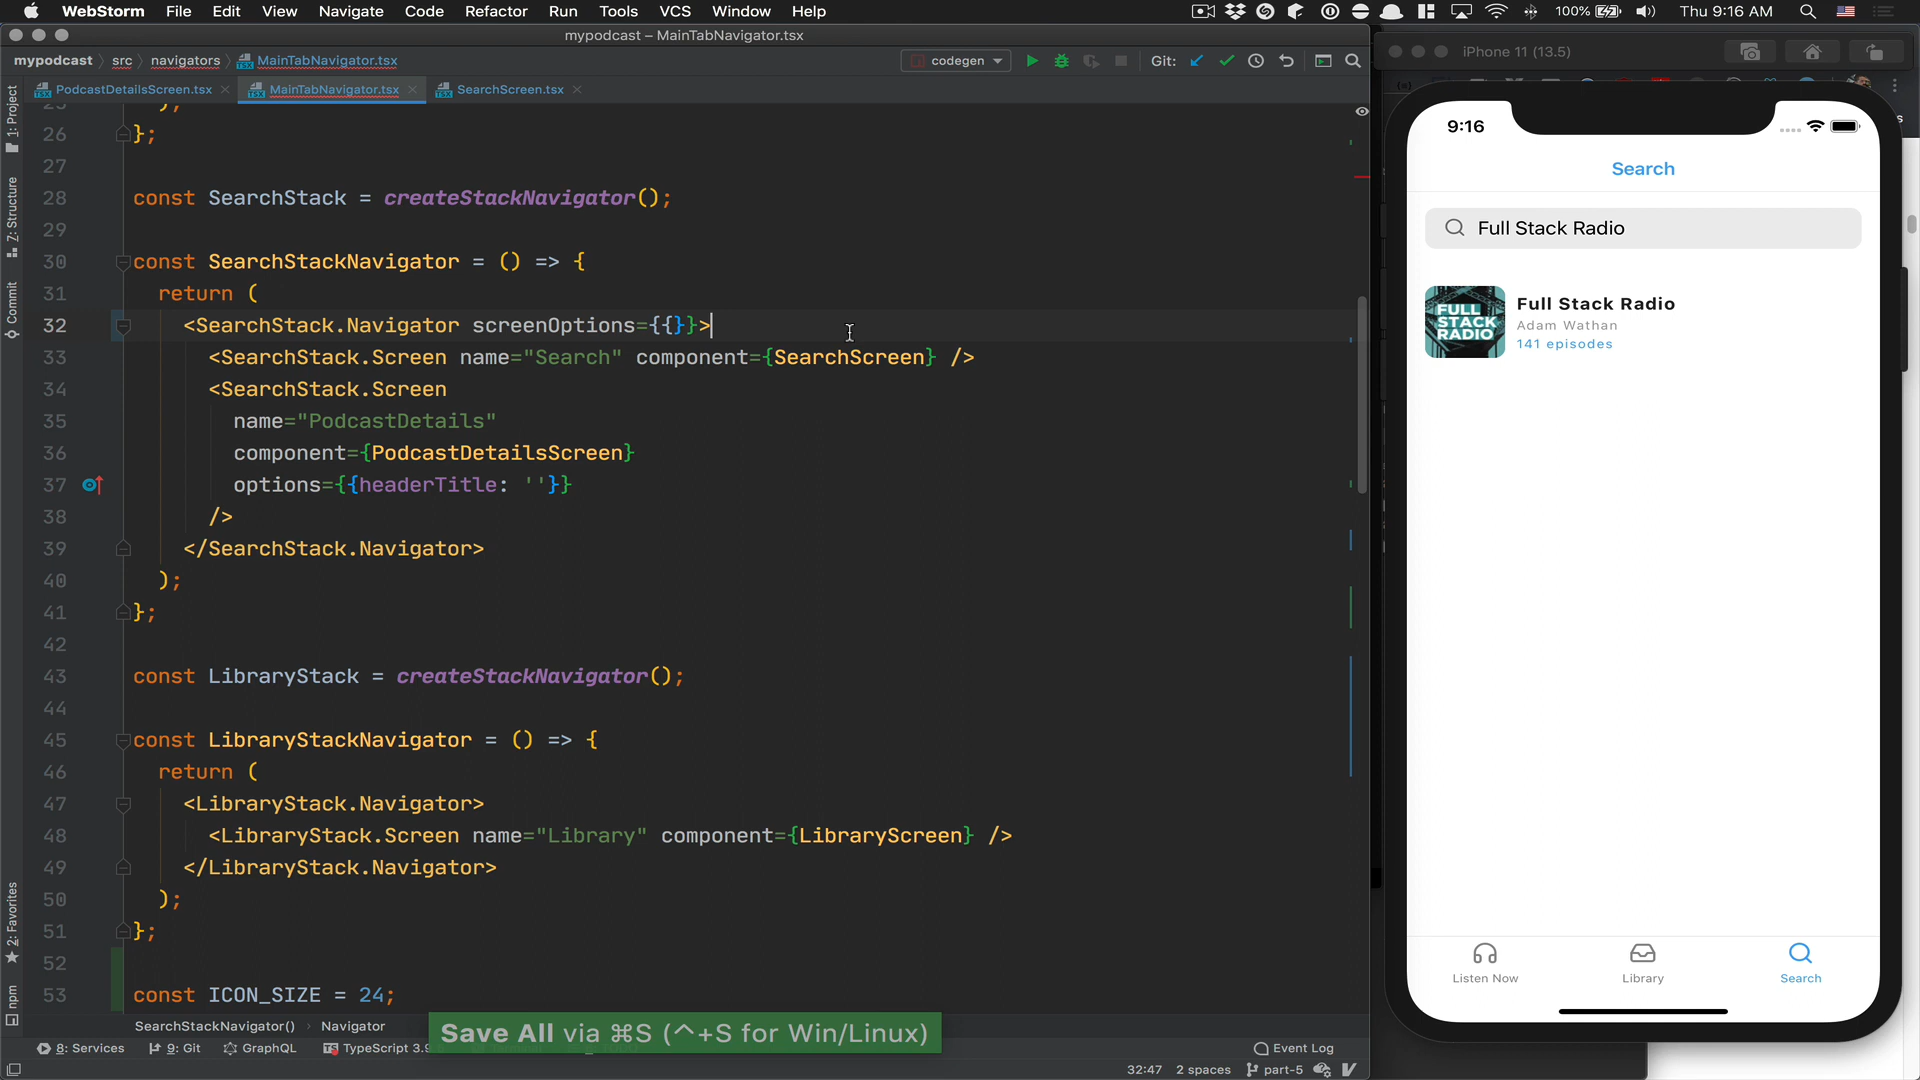 WebStorm File Edit View Navigate Code Refactor Run Tools VCS Window Help
100% Thu 9:16 AM
mypodcast – MainTabNavigator.tsx
iPhone 11 (13.5)
mypodcast src navigators MainTabNavigator.tsx
codegen
Git:
PodcastDetailsScreen.tsx MainTabNavigator.tsx SearchScreen.tsx
1: Project
Z: Structure
Commit
2: Favorites
npm
26 };
27
28 const SearchStack = createStackNavigator();
29
30 const SearchStackNavigator = () => {
31 return (
32 <SearchStack.Navigator screenOptions={{}}>
33 <SearchStack.Screen name="Search" component={SearchScreen} />
34 <SearchStack.Screen
35 name="PodcastDetails"
36 component={PodcastDetailsScreen}
37 options={{headerTitle: ''}}
38 />
39 </SearchStack.Navigator>
40 );
41 };
42
43 const LibraryStack = createStackNavigator();
44
45 const LibraryStackNavigator = () => {
46 return (
47 <LibraryStack.Navigator>
48 <LibraryStack.Screen name="Library" component={LibraryScreen} />
49 </LibraryStack.Navigator>
50 );
51 };
52
53 const ICON_SIZE = 24;
SearchStackNavigator() Navigator
Save All via ⌘S (^+S for Win/Linux)
8: Services 9: Git GraphQL TypeScript 3.9
Event Log
32:47 2 spaces part-5
9:16
Search
Full Stack Radio
FULL
STACK
RADIO
Full Stack Radio
Adam Wathan
141 episodes
Listen Now Library Search